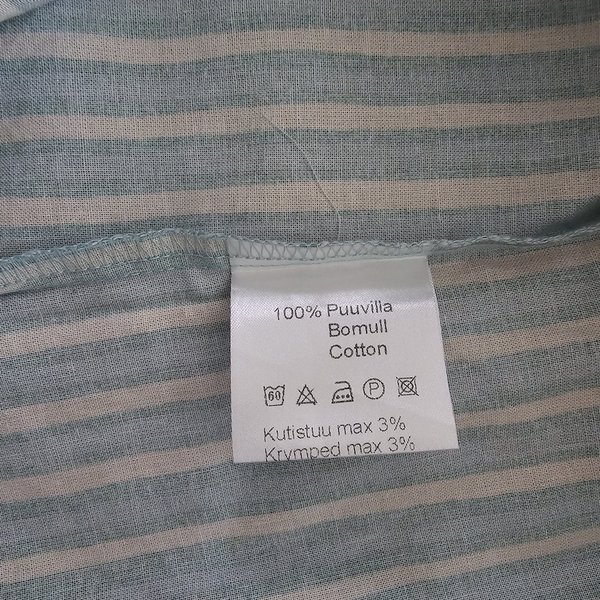 100% Puuvilla
Bomull
Cotton
60 P
Kutistuu max 3%
Krymped max 3%